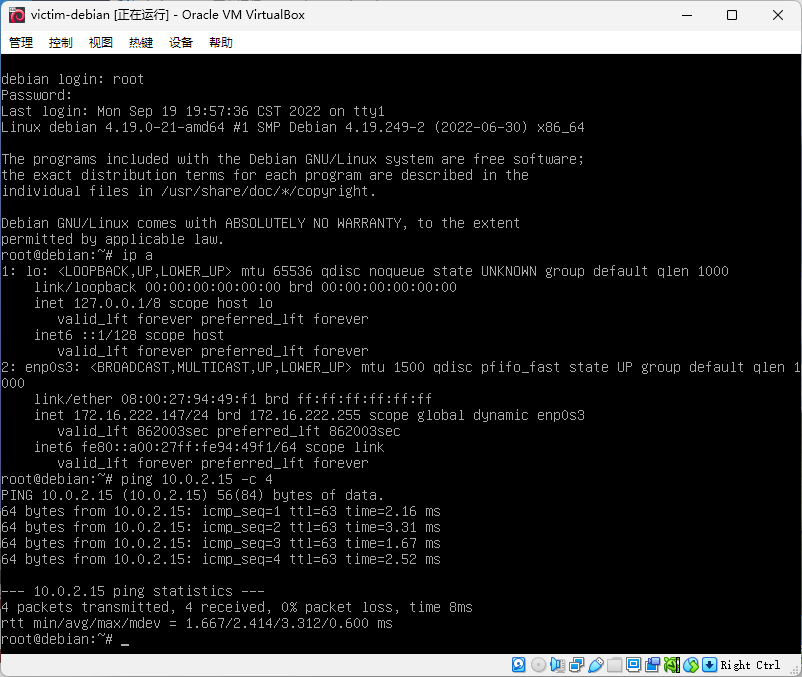 victim-debian [正在运行] - Oracle VM VirtualBox
管理 控制 视图 热键 设备 帮助
debian login: root
Password:
Last login: Mon Sep 19 19:57:36 CST 2022 on tty1
Linux debian 4.19.0-21-amd64 #1 SMP Debian 4.19.249-2 (2022-06-30) x86_64
The programs included with the Debian GNU/Linux system are free software;
the exact distribution terms for each program are described in the
individual files in /usr/share/doc/*/copyright.
Debian GNU/Linux comes with ABSOLUTELY NO WARRANTY, to the extent
permitted by applicable law.
root@debian:~# ip a
1: lo: <LOOPBACK,UP,LOWER_UP> mtu 65536 qdisc noqueue state UNKNOWN group default qlen 1000
    link/loopback 00:00:00:00:00:00 brd 00:00:00:00:00:00
    inet 127.0.0.1/8 scope host lo
       valid_lft forever preferred_lft forever
    inet6 ::1/128 scope host
       valid_lft forever preferred_lft forever
2: enp0s3: <BROADCAST,MULTICAST,UP,LOWER_UP> mtu 1500 qdisc pfifo_fast state UP group default qlen 1
000
    link/ether 08:00:27:94:49:f1 brd ff:ff:ff:ff:ff:ff
    inet 172.16.222.147/24 brd 172.16.222.255 scope global dynamic enp0s3
       valid_lft 862003sec preferred_lft 862003sec
    inet6 fe80::a00:27ff:fe94:49f1/64 scope link
       valid_lft forever preferred_lft forever
root@debian:~# ping 10.0.2.15 -c 4
PING 10.0.2.15 (10.0.2.15) 56(84) bytes of data.
64 bytes from 10.0.2.15: icmp_seq=1 ttl=63 time=2.16 ms
64 bytes from 10.0.2.15: icmp_seq=2 ttl=63 time=3.31 ms
64 bytes from 10.0.2.15: icmp_seq=3 ttl=63 time=1.67 ms
64 bytes from 10.0.2.15: icmp_seq=4 ttl=63 time=2.52 ms
--- 10.0.2.15 ping statistics ---
4 packets transmitted, 4 received, 0% packet loss, time 8ms
rtt min/avg/max/mdev = 1.667/2.414/3.312/0.600 ms
root@debian:~# _
Right Ctrl